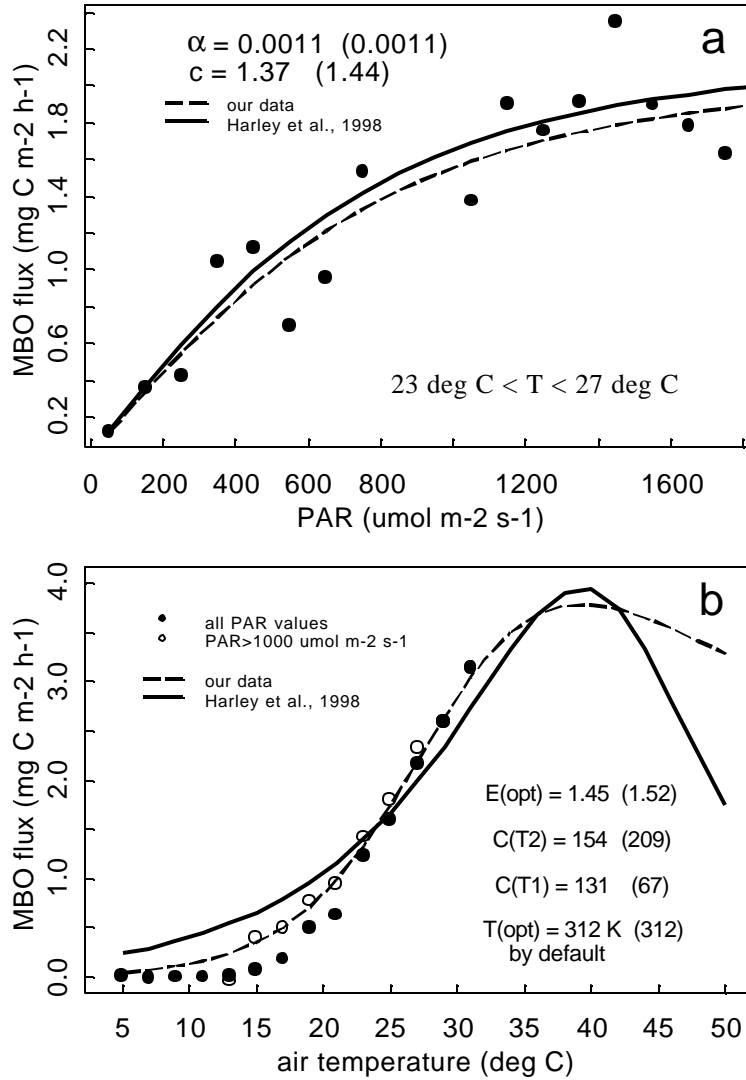 a
α = 0.0011 (0.0011)
c = 1.37 (1.44)
our data
Harley et al., 1998
23 deg C < T < 27 deg C
MBO flux (mg C m-2 h-1)
0.2 0.6 1.0 1.4 1.8 2.2
0 200 400 600 800 1200 1600
PAR (umol m-2 s-1)
b
all PAR values
PAR>1000 umol m-2 s-1
our data
Harley et al., 1998
E(opt) = 1.45 (1.52)
C(T2) = 154 (209)
C(T1) = 131 (67)
T(opt) = 312 K (312)
by default
MBO flux (mg C m-2 h-1)
0.0 1.0 2.0 3.0 4.0
5 10 15 20 25 30 35 40 45 50
air temperature (deg C)